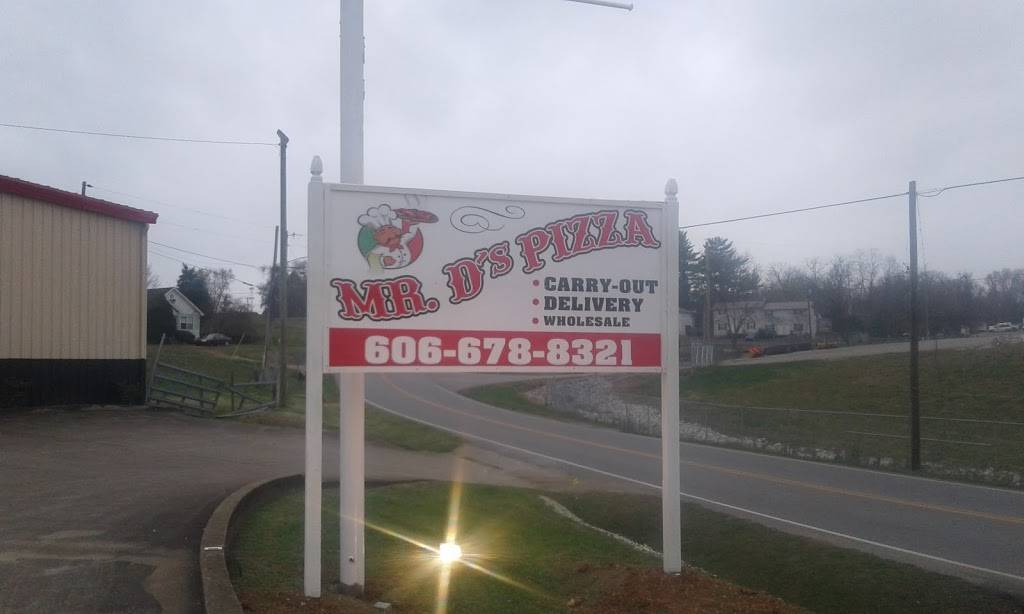 MR. D'S PIZZA
• CARRY-OUT
• DELIVERY
• WHOLESALE
606-678-8321